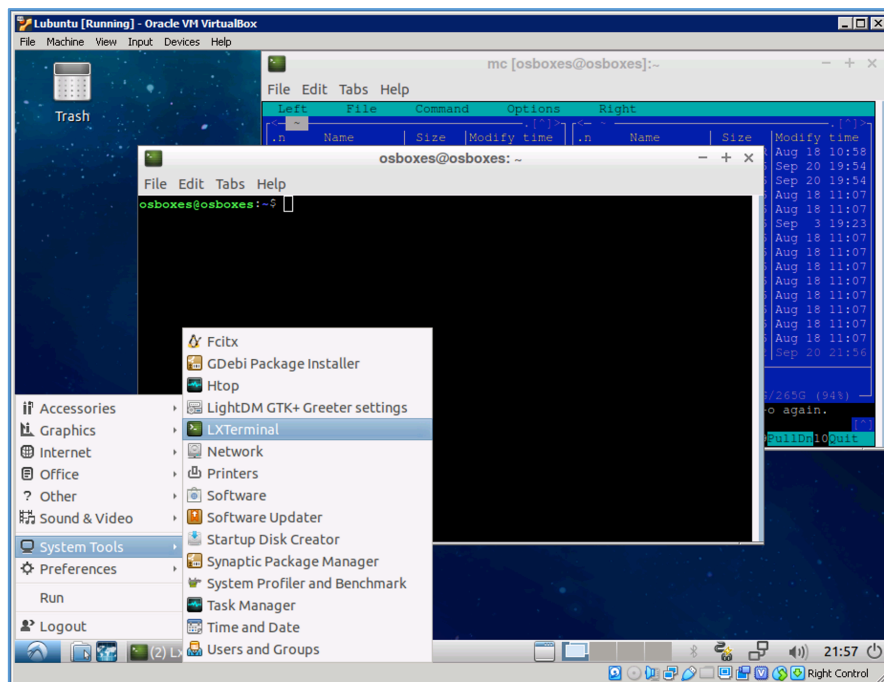 Lubuntu [Running] - Oracle VM VirtualBox
File Machine View Input Devices Help
Trash
mc [osboxes@osboxes]:~
File Edit Tabs Help
Left File Command Options Right
<- ~ .[^]>
<- ~ .[^]>
.n Name Size Modify time
.n Name Size Modify time
Aug 18 10:58
Sep 20 19:54
Sep 20 19:54
Aug 18 11:07
Aug 18 11:07
Sep 3 19:23
Aug 18 11:07
Aug 18 11:07
Aug 18 11:07
Aug 18 11:07
Aug 18 11:07
Aug 18 11:07
Aug 18 11:07
Aug 18 11:07
Sep 20 21:56
/265G (94%)
o again.
[^]
PullDn 10Quit
osboxes@osboxes: ~
File Edit Tabs Help
osboxes@osboxes:~$
Accessories
Graphics
Internet
Office
Other
Sound & Video
System Tools
Preferences
Run
Logout
Fcitx
GDebi Package Installer
Htop
LightDM GTK+ Greeter settings
LXTerminal
Network
Printers
Software
Software Updater
Startup Disk Creator
Synaptic Package Manager
System Profiler and Benchmark
Task Manager
Time and Date
Users and Groups
(2) Lx
21:57
Right Control